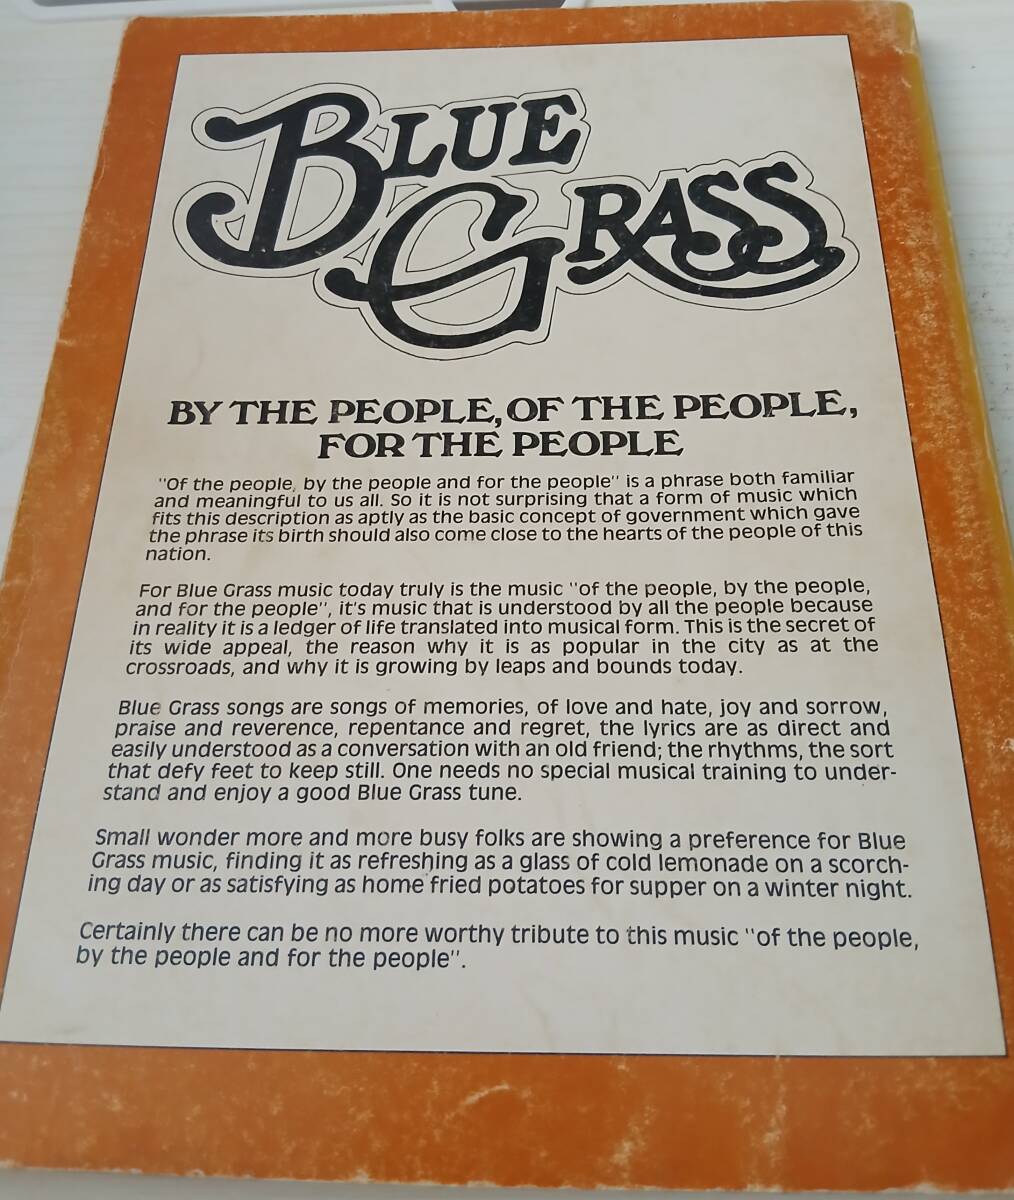 BLUE
GRASS
BY THE PEOPLE, OF THE PEOPLE,
FOR THE PEOPLE
"Of the people, by the people and for the people" is a phrase both familiar
and meaningful to us all. So it is not surprising that a form of music which
fits this description as aptly as the basic concept of government which gave
the phrase its birth should also come close to the hearts of the people of this
nation.
For Blue Grass music today truly is the music "of the people, by the people,
and for the people", it's music that is understood by all the people because
in reality it is a ledger of life translated into musical form. This is the secret of
its wide appeal, the reason why it is as popular in the city as at the
crossroads, and why it is growing by leaps and bounds today.
Blue Grass songs are songs of memories, of love and hate, joy and sorrow,
praise and reverence, repentance and regret, the lyrics are as direct and
easily understood as a conversation with an old friend; the rhythms, the sort
that defy feet to keep still. One needs no special musical training to under-
stand and enjoy a good Blue Grass tune.
Small wonder more and more busy folks are showing a preference for Blue
Grass music, finding it as refreshing as a glass of cold lemonade on a scorch-
ing day or as satisfying as home fried potatoes for supper on a winter night.
Certainly there can be no more worthy tribute to this music "of the people,
by the people and for the people".